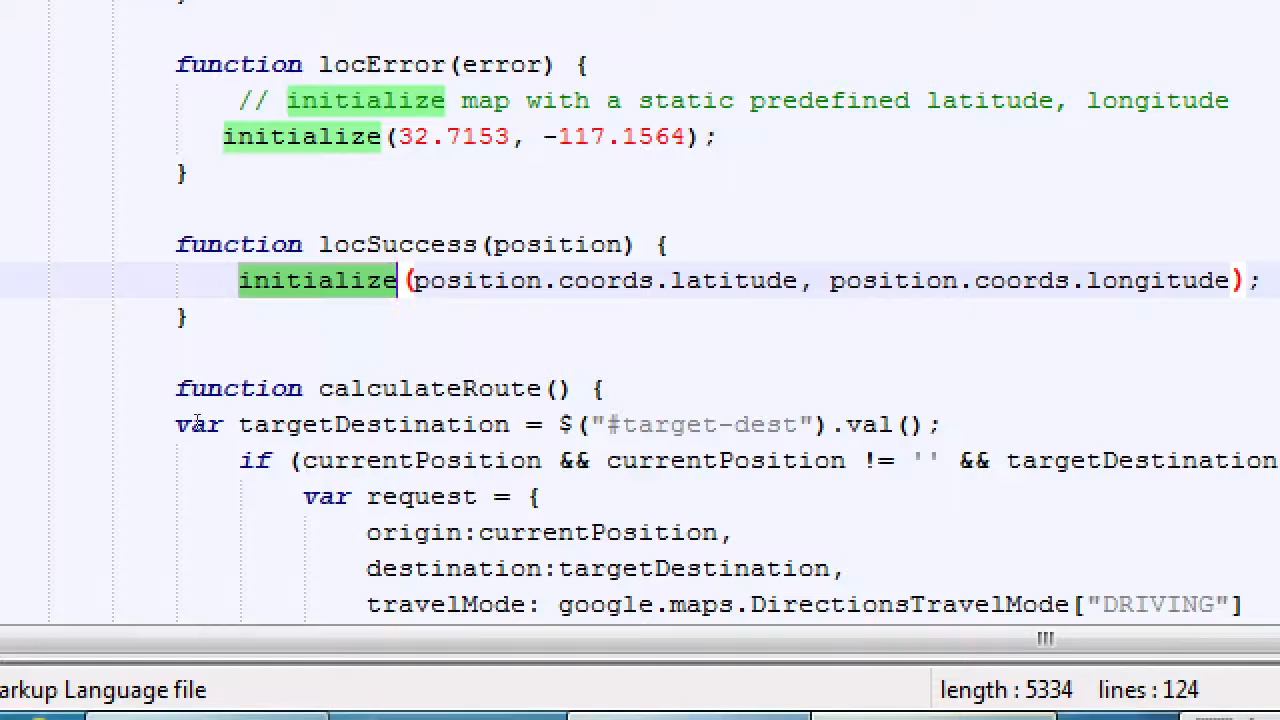 function locError(error) {
// initialize map with a static predefined latitude, longitude
initialize(32.7153, -117.1564);
}
function locSuccess(position) {
initialize(position.coords.latitude, position.coords.longitude);
}
function calculateRoute() {
var targetDestination = $("#target-dest").val();
if (currentPosition && currentPosition != '' && targetDestination
var request = {
origin:currentPosition,
destination:targetDestination,
travelMode: google.maps.DirectionsTravelMode["DRIVING"]
arkup Language file
length : 5334 lines : 124